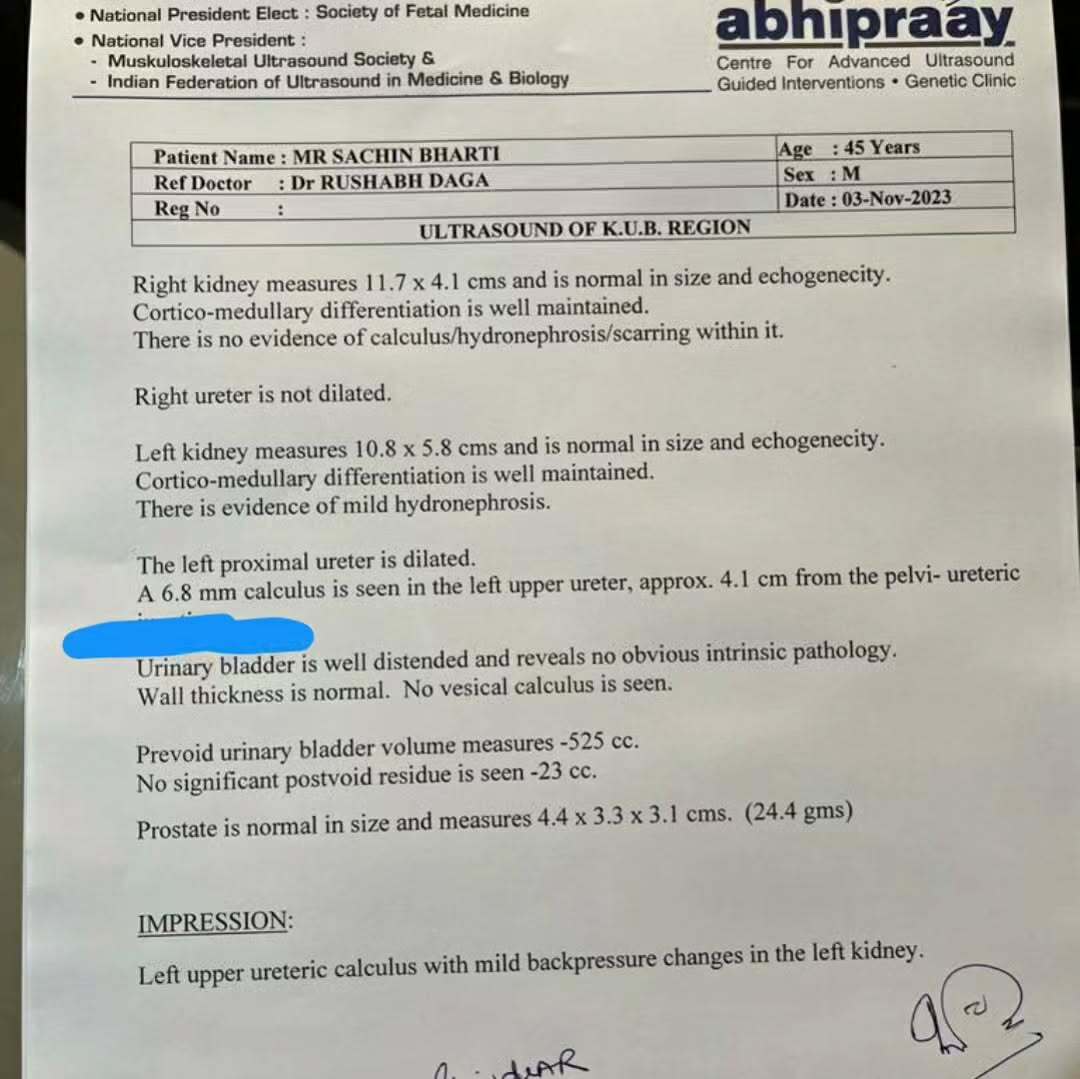 • National President Elect : Society of Fetal Medicine
• National Vice President :
- Muskuloskeletal Ultrasound Society &
- Indian Federation of Ultrasound in Medicine & Biology
abhipraay
Centre For Advanced Ultrasound
Guided Interventions • Genetic Clinic
Patient Name : MR SACHIN BHARTI
Age : 45 Years
Ref Doctor : Dr RUSHABH DAGA
Sex : M
Reg No :
Date : 03-Nov-2023
ULTRASOUND OF K.U.B. REGION
Right kidney measures 11.7 x 4.1 cms and is normal in size and echogenecity.
Cortico-medullary differentiation is well maintained.
There is no evidence of calculus/hydronephrosis/scarring within it.
Right ureter is not dilated.
Left kidney measures 10.8 x 5.8 cms and is normal in size and echogenecity.
Cortico-medullary differentiation is well maintained.
There is evidence of mild hydronephrosis.
The left proximal ureter is dilated.
A 6.8 mm calculus is seen in the left upper ureter, approx. 4.1 cm from the pelvi- ureteric
Urinary bladder is well distended and reveals no obvious intrinsic pathology.
Wall thickness is normal. No vesical calculus is seen.
Prevoid urinary bladder volume measures -525 cc.
No significant postvoid residue is seen -23 cc.
Prostate is normal in size and measures 4.4 x 3.3 x 3.1 cms. (24.4 gms)
IMPRESSION:
Left upper ureteric calculus with mild backpressure changes in the left kidney.